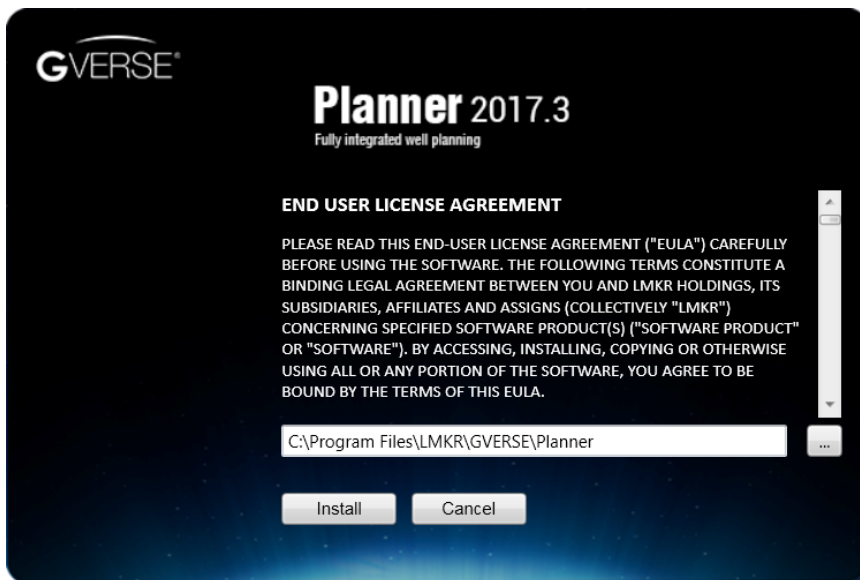 GVERSE®
Planner 2017.3
Fully integrated well planning
END USER LICENSE AGREEMENT
PLEASE READ THIS END-USER LICENSE AGREEMENT ("EULA") CAREFULLY
BEFORE USING THE SOFTWARE. THE FOLLOWING TERMS CONSTITUTE A
BINDING LEGAL AGREEMENT BETWEEN YOU AND LMKR HOLDINGS, ITS
SUBSIDIARIES, AFFILIATES AND ASSIGNS (COLLECTIVELY "LMKR")
CONCERNING SPECIFIED SOFTWARE PRODUCT(S) ("SOFTWARE PRODUCT"
OR "SOFTWARE"). BY ACCESSING, INSTALLING, COPYING OR OTHERWISE
USING ALL OR ANY PORTION OF THE SOFTWARE, YOU AGREE TO BE
BOUND BY THE TERMS OF THIS EULA.
C:\Program Files\LMKR\GVERSE\Planner
...
Install Cancel